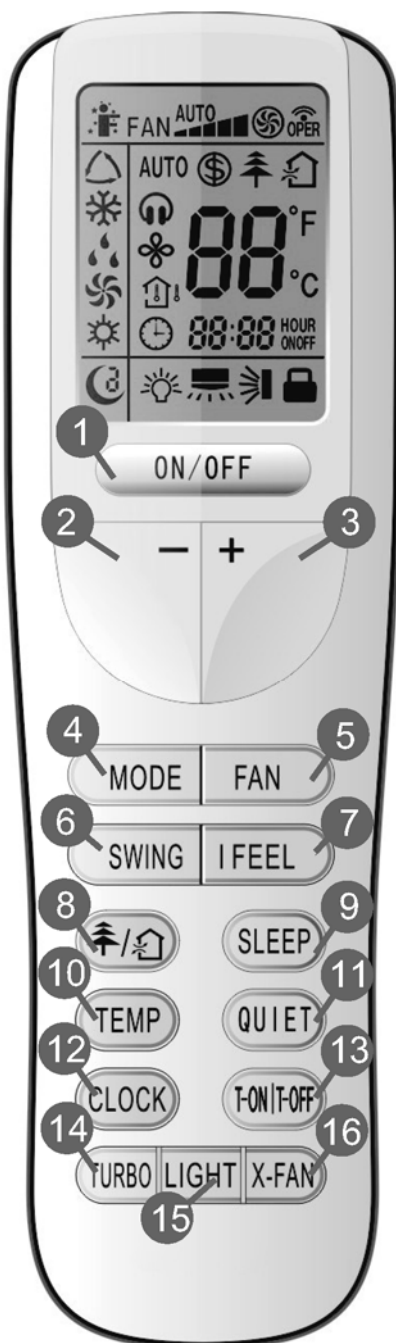 FAN AUTO OPER
AUTO
88 °F
°C
88:88 HOUR
ONOFF
1
ON/OFF
2 3
- +
4 5
MODE FAN
6 7
SWING I FEEL
8 9
/ SLEEP
10 11
TEMP QUIET
12 13
CLOCK T-ON|T-OFF
14 16
TURBO LIGHT X-FAN
15